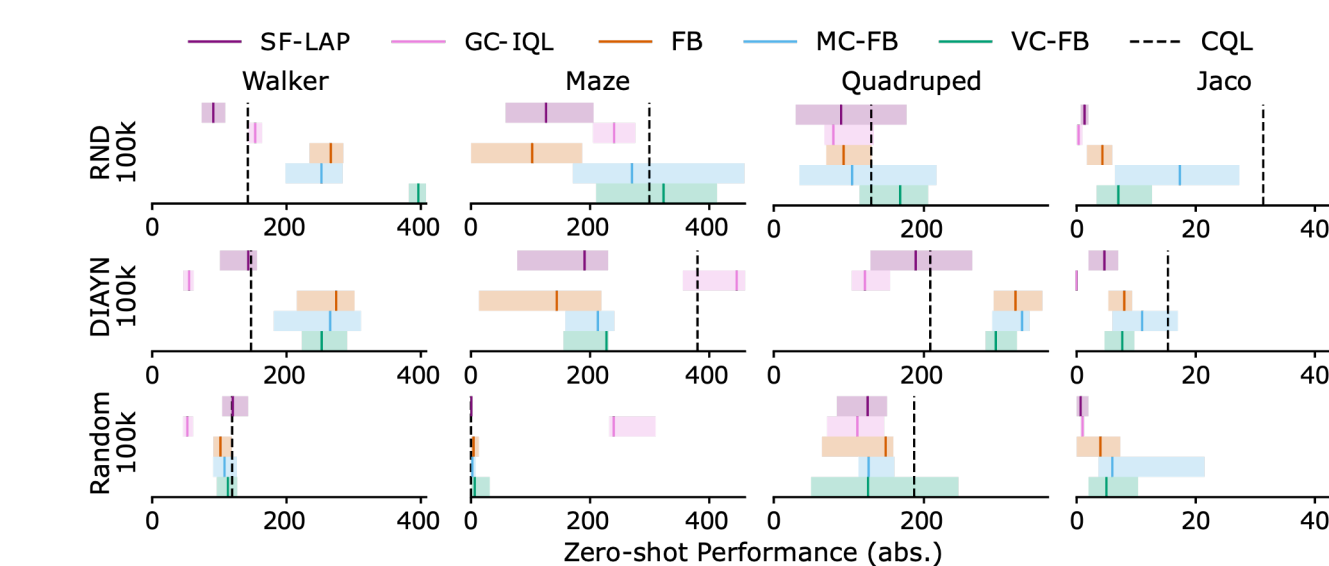 SF-LAP GC-IQL FB MC-FB VC-FB CQL
Walker Maze Quadruped Jaco
RND
100k
0 200 400 0 200 400 0 200 0 20 40
DIAYN
100k
0 200 400 0 200 400 0 200 0 20 40
Random
100k
0 200 400 0 200 400 0 200 0 20 40
Zero-shot Performance (abs.)